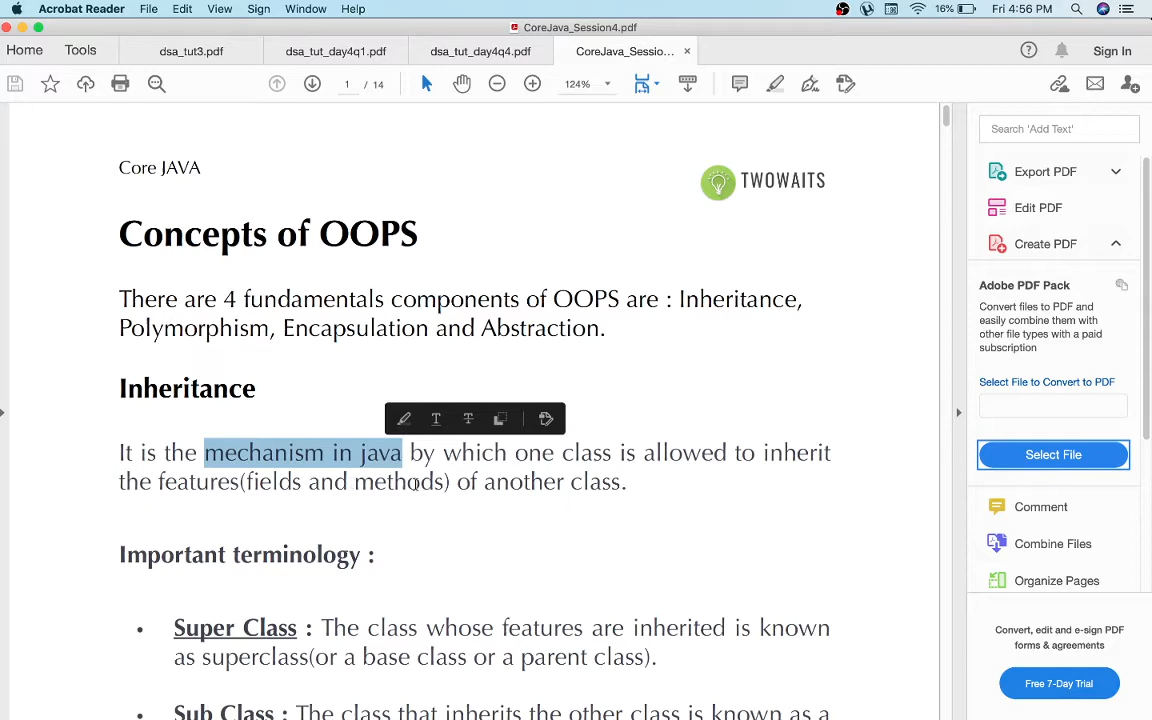 Acrobat Reader File Edit View Sign Window Help 16% Fri 4:56 PM
CoreJava_Session4.pdf
Home Tools dsa_tut3.pdf dsa_tut_day4q1.pdf dsa_tut_day4q4.pdf CoreJava_Sessio... × Sign In
1 / 14 124%
Search 'Add Text'
Export PDF
Edit PDF
Create PDF
Adobe PDF Pack
Convert files to PDF and
easily combine them with
other file types with a paid
subscription
Select File to Convert to PDF
Select File
Comment
Combine Files
Organize Pages
Convert, edit and e-sign PDF
forms & agreements
Free 7-Day Trial
Core JAVA
TWOWAITS
Concepts of OOPS
There are 4 fundamentals components of OOPS are : Inheritance,
Polymorphism, Encapsulation and Abstraction.
Inheritance
It is the mechanism in java by which one class is allowed to inherit
the features(fields and methods) of another class.
Important terminology :
• Super Class : The class whose features are inherited is known
as superclass(or a base class or a parent class).
• Sub Class : The class that inherits the other class is known as a